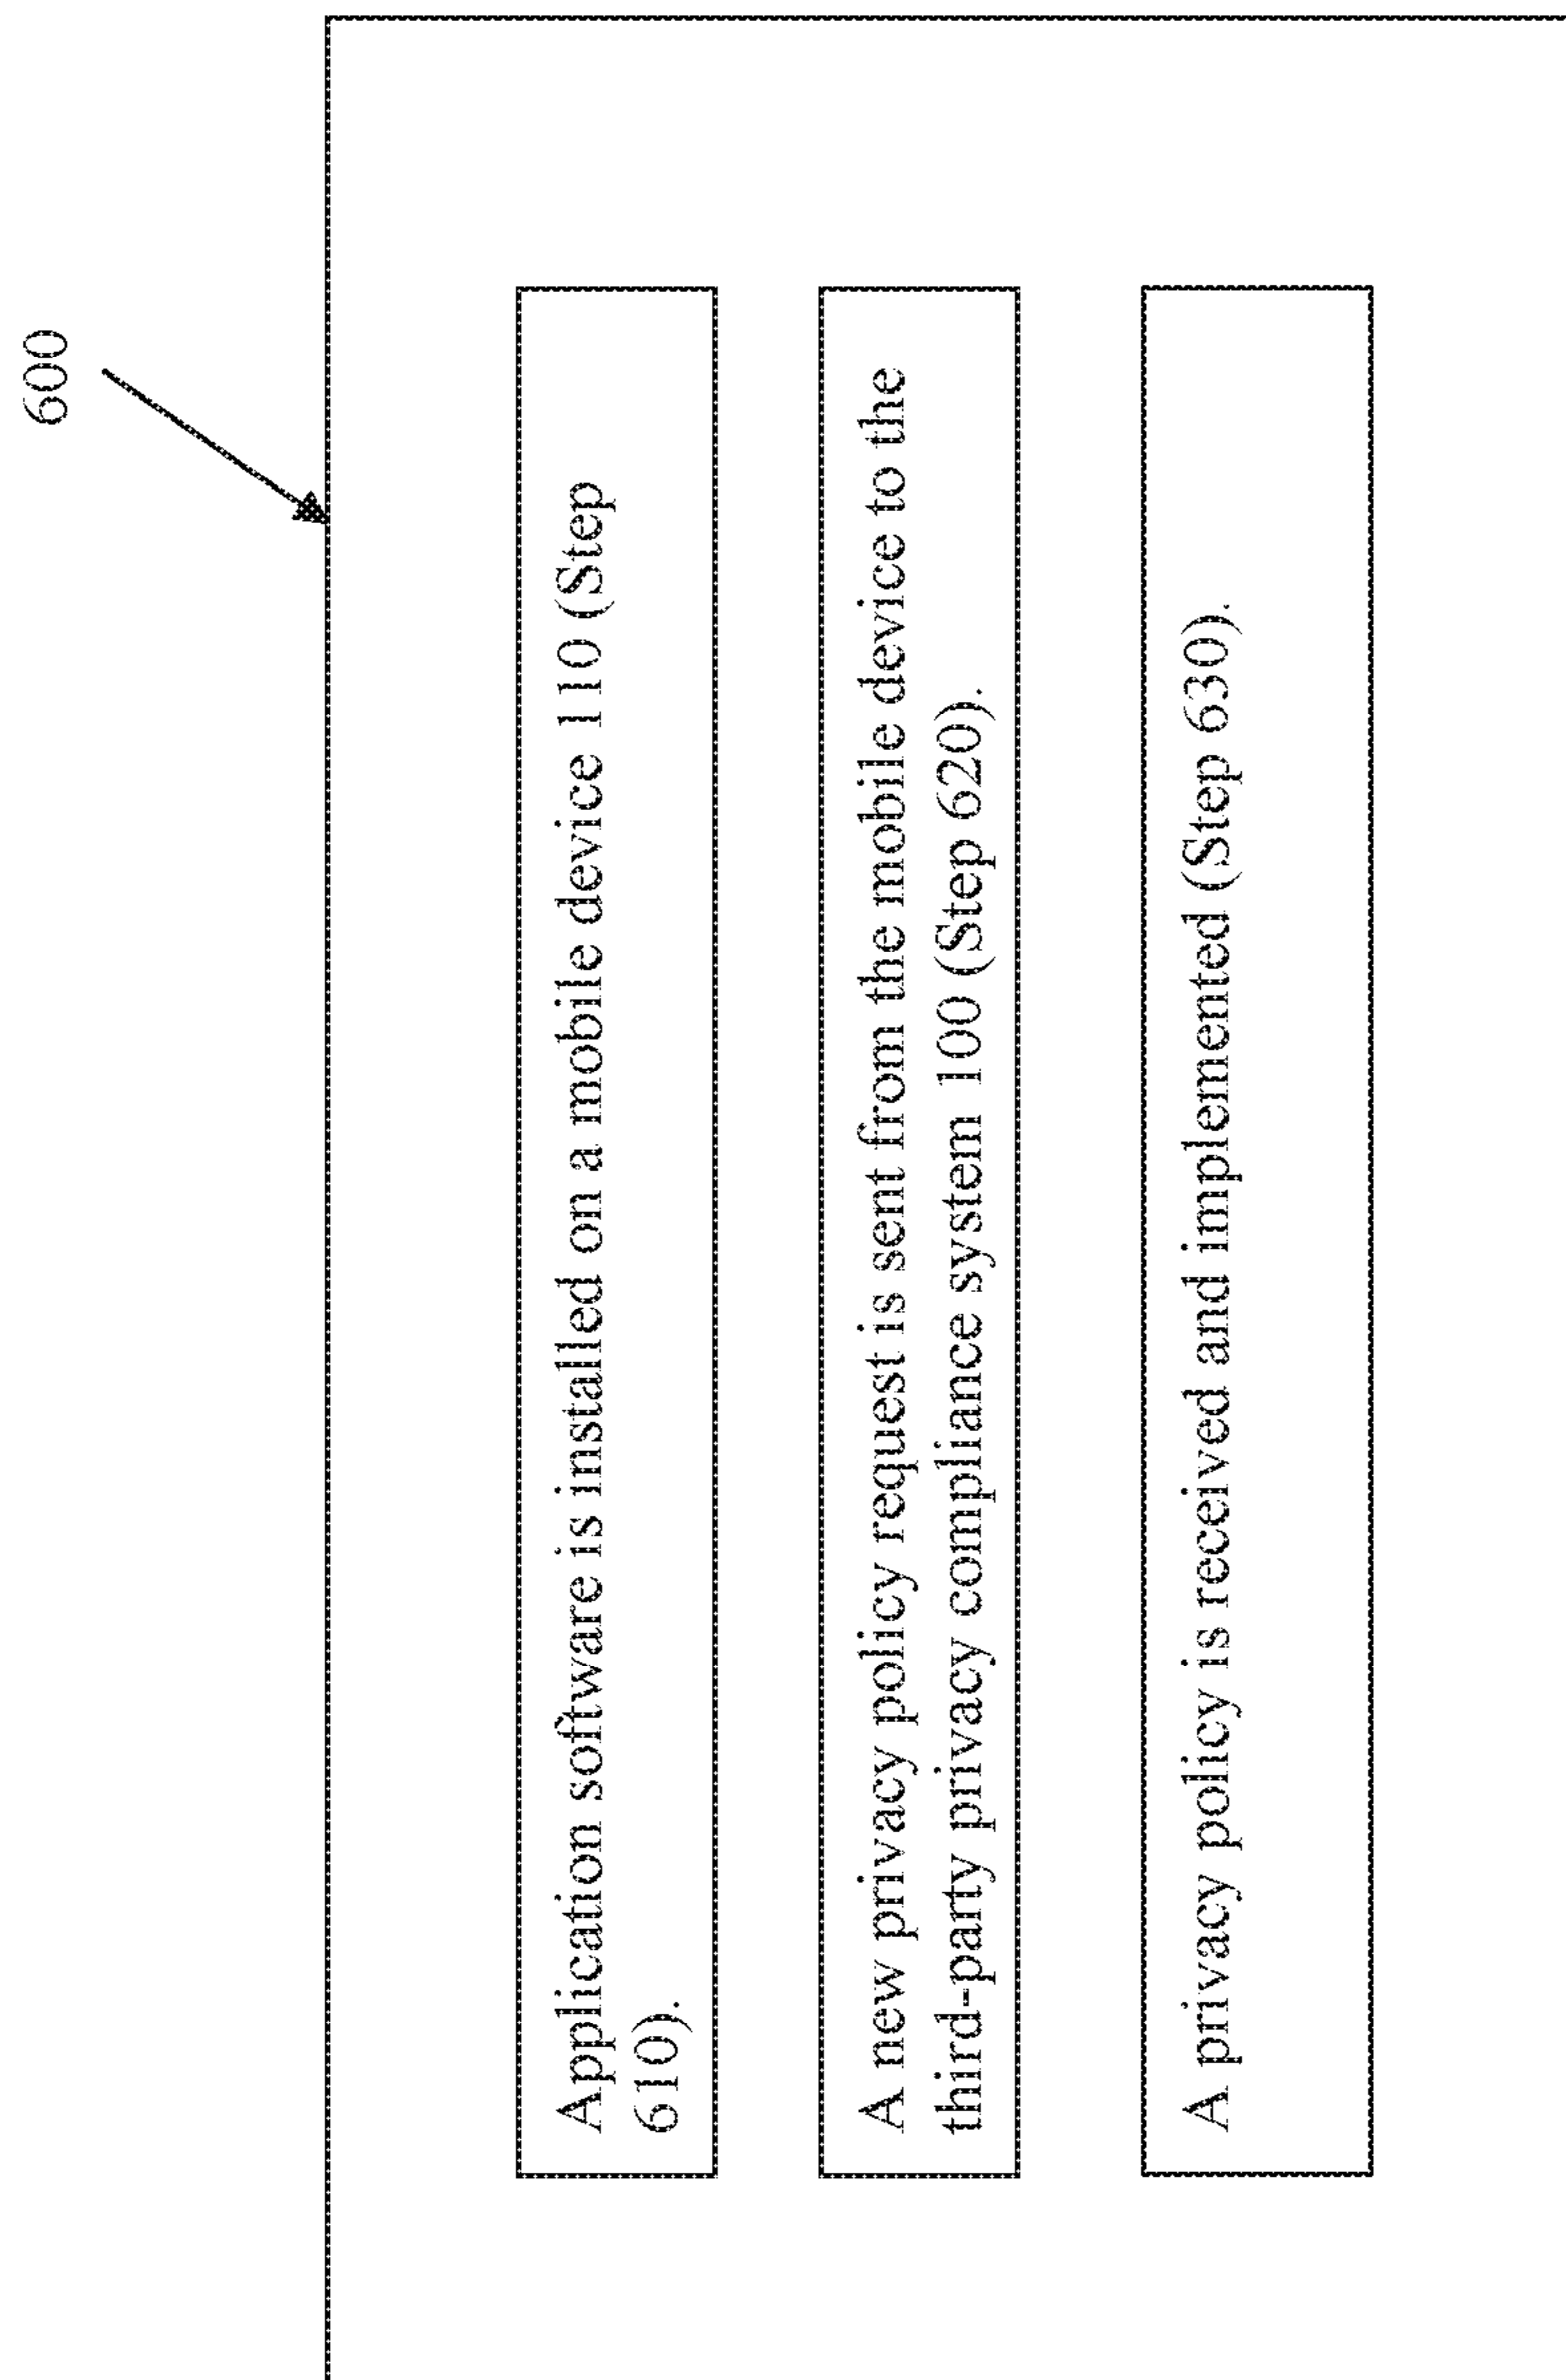 600
Application software is installed on a mobile device 110 (Step
610).
A new privacy policy request is sent from the mobile device to the
third-party privacy compliance system 100 (Step 620).
A privacy policy is received and implemented (Step 630).